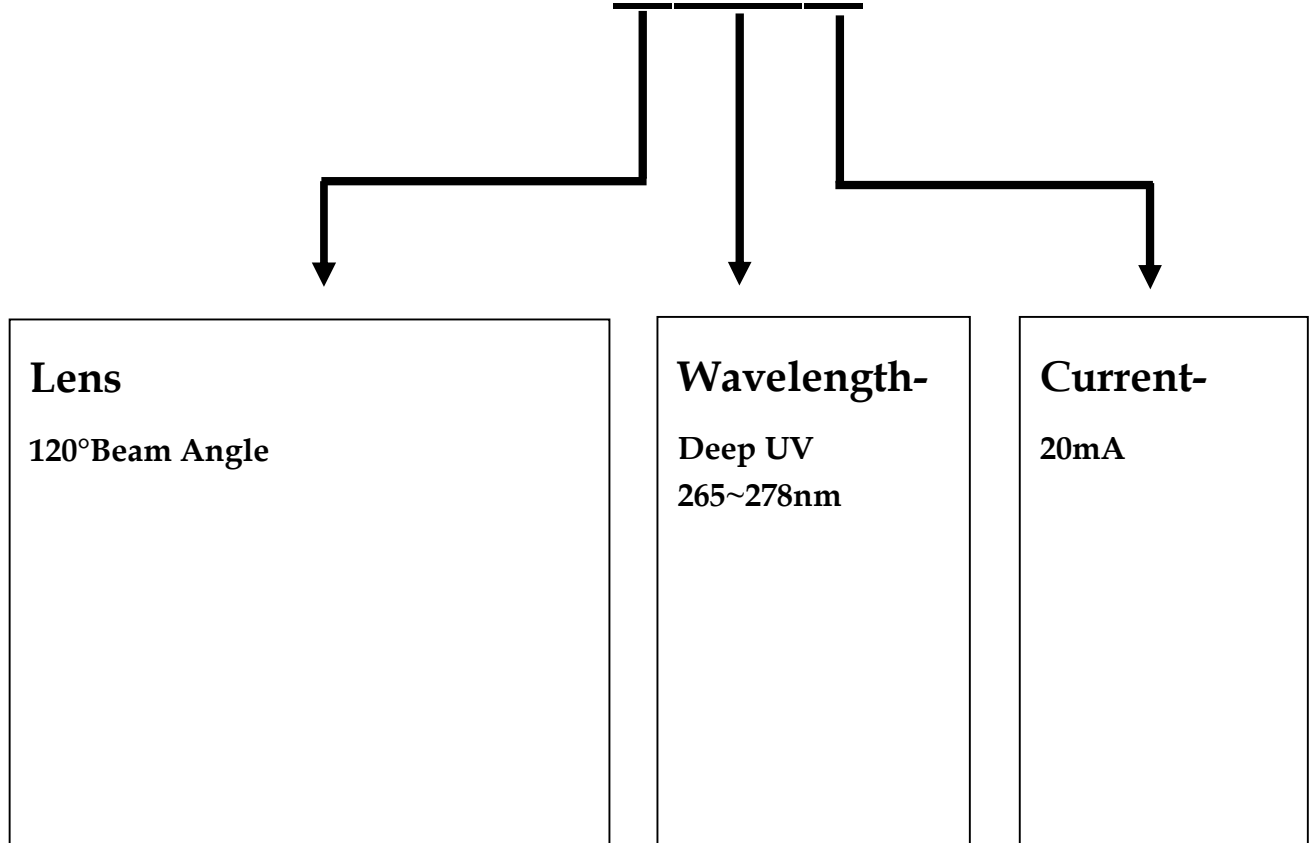 Lens
120°Beam Angle
Wavelength-
Deep UV
265~278nm
Current-
20mA